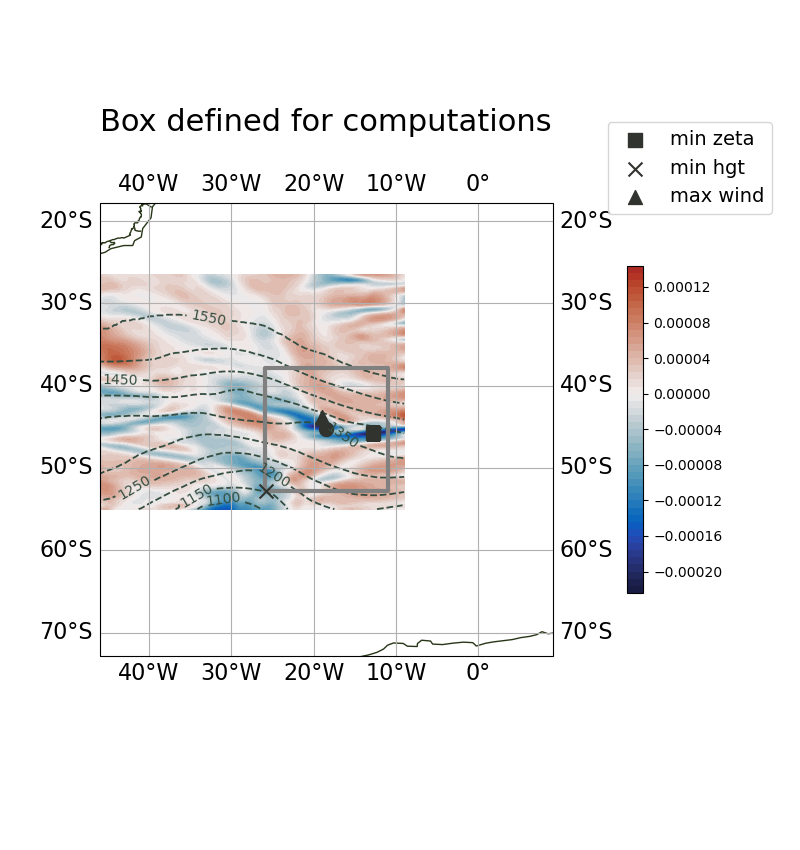 Box defined for computations
min zeta
min hgt
max wind
40°W 30°W 20°W 10°W 0°
20°S 20°S
30°S 30°S
40°S 40°S
50°S 50°S
60°S 60°S
70°S 70°S
40°W 30°W 20°W 10°W 0°
1550
1450
1350
1250
1200
1150
1100
0.00012
0.00008
0.00004
0.00000
−0.00004
−0.00008
−0.00012
−0.00016
−0.00020